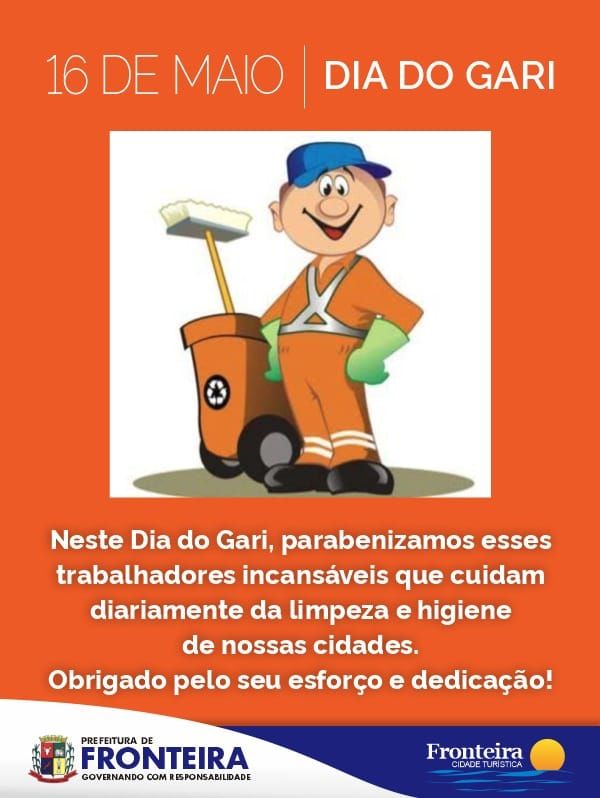 16 DE MAIO | DIA DO GARI
Neste Dia do Gari, parabenizamos esses
trabalhadores incansáveis que cuidam
diariamente da limpeza e higiene
de nossas cidades.
Obrigado pelo seu esforço e dedicação!
PREFEITURA DE
FRONTEIRA
GOVERNANDO COM RESPONSABILIDADE
Fronteira
CIDADE TURÍSTICA